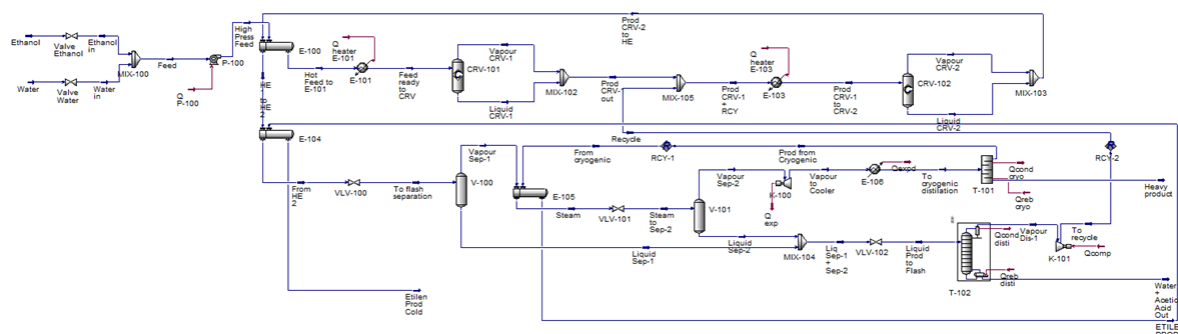 Ethanol
Valve
Ethanol
Ethanol
in
Water
Valve
Water
Water
in
MIX-100
Feed
P-100
Q
P-100
High
Press
Feed
E-100
Hot
Feed to
E-101
Q
heater
E-101
E-101
Feed
ready
to
CRV
Vapour
CRV-1
CRV-101
Liquid
CRV-1
MIX-102
Prod
CRV-1
out
MIX-105
Prod
CRV-1
+
RCY
Q
heater
E-103
E-103
Prod
CRV-1
to
CRV-2
Vapour
CRV-2
CRV-102
Liquid
CRV-2
MIX-103
Prod
CRV-2
to
HE
E-104
From
HE
2
VLV-100
To flash
separation
Vapour
Sep-1
V-100
Liquid
Sep-1
E-105
Steam
VLV-101
Steam
to
Sep-2
From
cryogenic
RCY-1
Prod from
Cryogenic
Recycle
RCY-2
Vapour
Sep-2
V-101
Liquid
Sep-2
K-100
Q
exp
Vapour
to
Cooler
E-106
Qexpd
To
cryogenic
distilation
T-101
Qcond
cryo
Qreb
cryo
Heavy
product
MIX-104
Liq
Sep-1
+
Sep-2
VLV-102
Liquid
Prod
to
Flash
T-102
Qcond
disti
Qreb
disti
Vapour
Dis-1
To
recycle
K-101
Qcomp
Water
+
Acetic
Acid
Out
Etilen
Prod
Cold